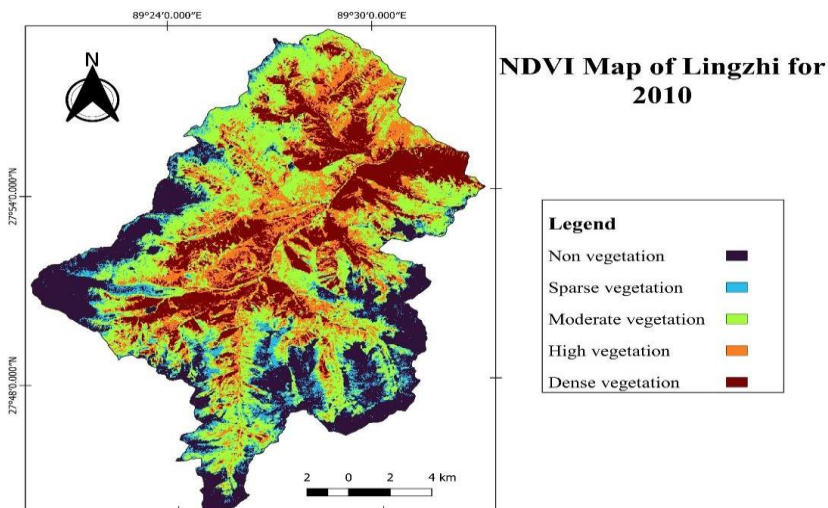 89°24'0.000"E
89°30'0.000"E
N
NDVI Map of Lingzhi for
2010
27°54'0.000"N
27°48'0.000"N
Legend
Non vegetation
Sparse vegetation
Moderate vegetation
High vegetation
Dense vegetation
2 0 2 4 km